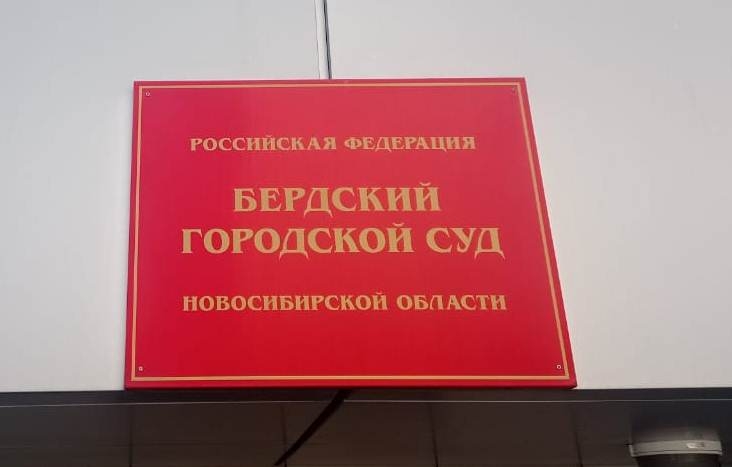 РОССИЙСКАЯ ФЕДЕРАЦИЯ
БЕРДСКИЙ
ГОРОДСКОЙ СУД
НОВОСИБИРСКОЙ ОБЛАСТИ